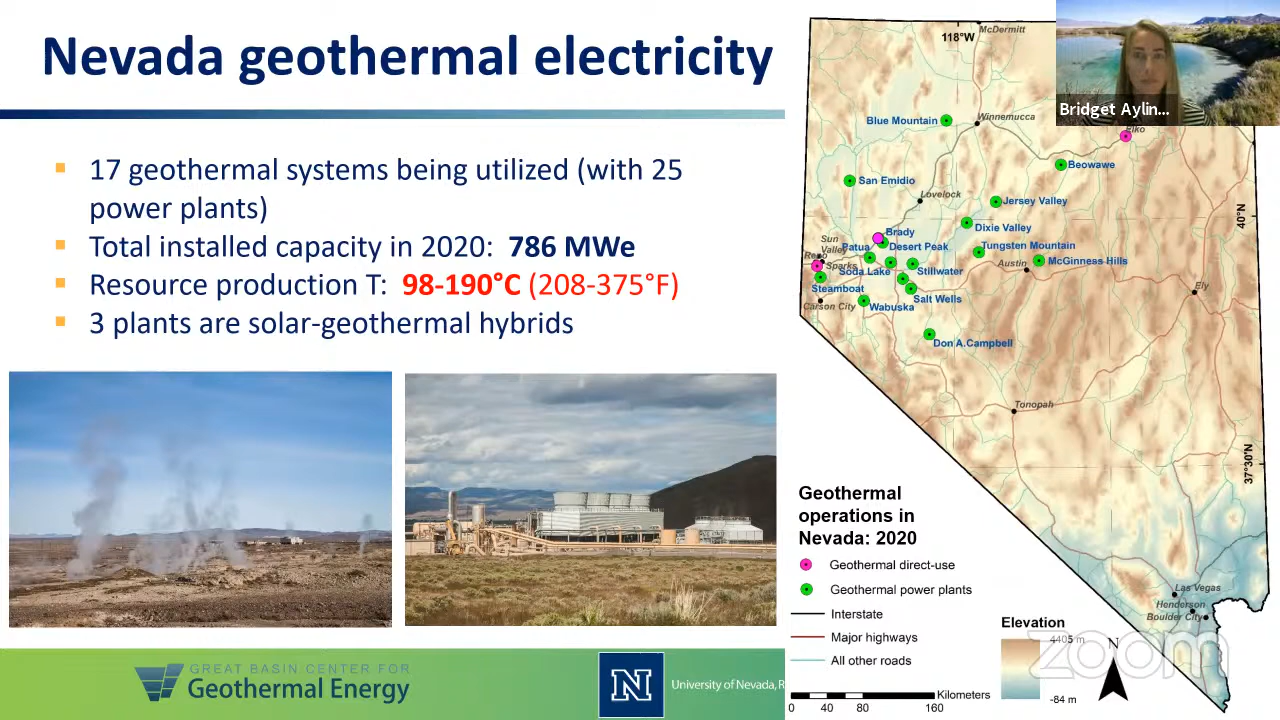 Nevada geothermal electricity
17 geothermal systems being utilized (with 25
power plants)
Total installed capacity in 2020: 786 MWe
Resource production T: 98-190°C (208-375°F)
3 plants are solar-geothermal hybrids
GREAT BASIN CENTER FOR
Geothermal Energy
N
University of Nevada, R
118°W
McDermitt
Bridget Aylin...
Blue Mountain
Winnemucca
Elko
Beowawe
San Emidio
Lovelock
Jersey Valley
40°N
Brady
Dixie Valley
Sun
Valley
Patua
Desert Peak
Tungsten Mountain
Reno
Sparks
Soda Lake
Stillwater
Austin
McGinness Hills
Steamboat
Salt Wells
Ely
Carson City
Wabuska
Don A.Campbell
Tonopah
37°30'N
Geothermal
operations in
Nevada: 2020
Geothermal direct-use
Geothermal power plants
Interstate
Major highways
All other roads
Kilometers
0 40 80 160
Las Vegas
Henderson
Boulder City
Elevation
4405 m
-84 m
N
zoom